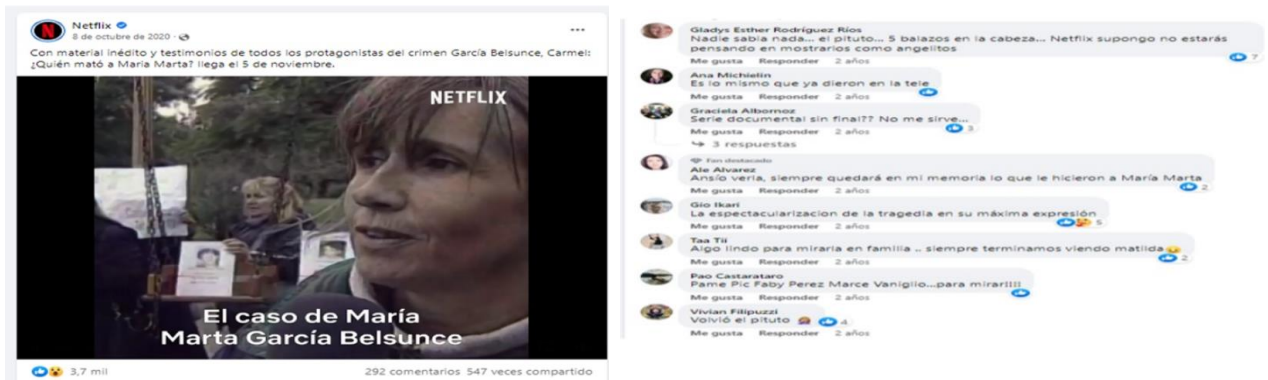 Netflix
8 de octubre de 2020 ·
Con material inédito y testimonios de todos los protagonistas del crimen García Belsunce, Carmel:
¿Quién mató a María Marta? llega el 5 de noviembre.
NETFLIX
El caso de María
Marta García Belsunce
3,7 mil
292 comentarios 547 veces compartido
Gladys Esther Rodríguez Ríos
Nadie sabía nada... el pituto... 5 balazos en la cabeza... Netflix supongo no estarás
pensando en mostrarlos como angelitos
Me gusta Responder 2 años
7
Ana Michielin
Es lo mismo que ya dieron en la tele
Me gusta Responder 2 años
Graciela Albornoz
Serie documental sin final?? No me sirve...
Me gusta Responder 2 años
3
3 respuestas
Fan destacado
Ale Alvarez
Ansío verla, siempre quedará en mi memoria lo que le hicieron a María Marta
Me gusta Responder 2 años
2
Gio Ikari
La espectacularizacion de la tragedia en su máxima expresión
Me gusta Responder 2 años
5
Taa Tii
Algo lindo para mirarla en familia .. siempre terminamos viendo matilda
Me gusta Responder 2 años
2
Pao Castarataro
Pame Pic Faby Perez Marce Vaniglio...para mirar!!!!
Me gusta Responder 2 años
Vivian Filipuzzi
Volvió el pituto
4
Me gusta Responder 2 años